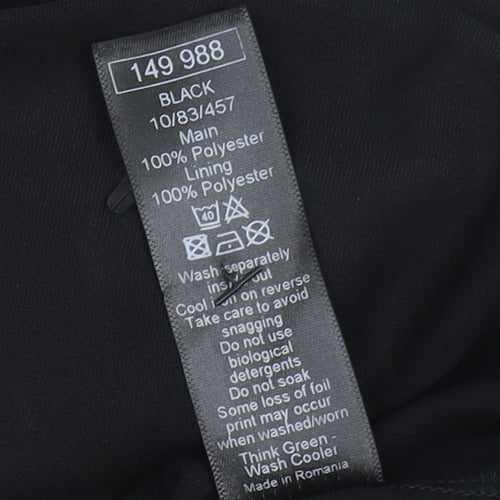 149 988
BLACK
10/83/457
Main
100% Polyester
Lining
100% Polyester
40
Wash separately
inside out
Cool iron on reverse
Take care to avoid
snagging
Do not use
biological
detergents
Do not soak
Some loss of foil
print may occur
when washed/worn
Think Green -
Wash Cooler
Made in Romania